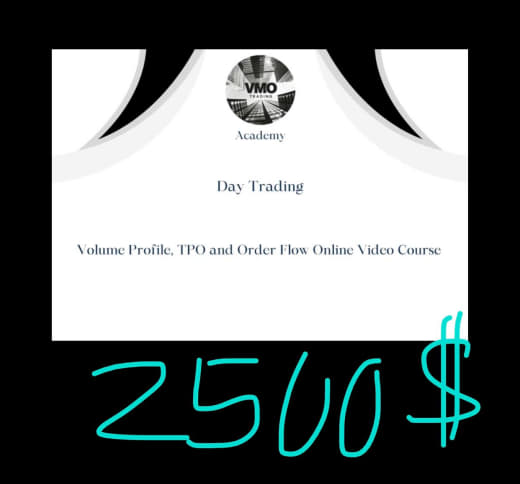 VMO
TRADING
Academy
Day Trading
Volume Profile, TPO and Order Flow Online Video Course
2500 $